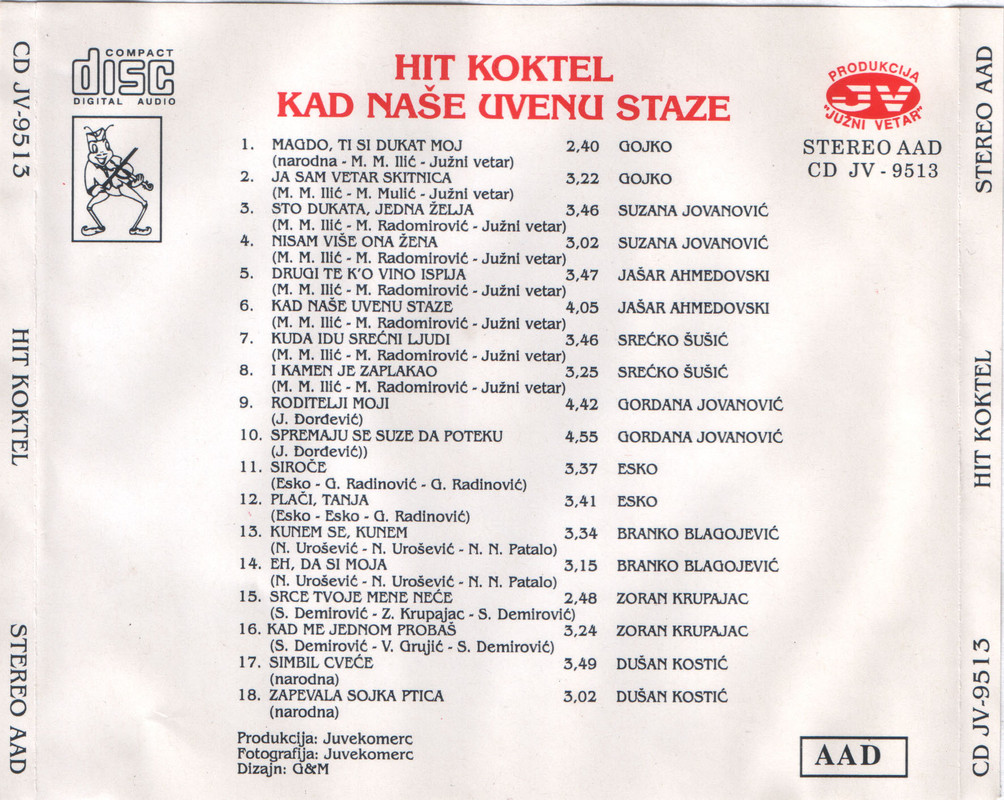 COMPACT
disc
DIGITAL AUDIO
HIT KOKTEL
KAD NAŠE UVENU STAZE
PRODUKCIJA
JV
"JUŽNI VETAR"
STEREO AAD
CD JV - 9513
1. MAGDO, TI SI DUKAT MOJ 2,40 GOJKO
(narodna - M. M. Ilić - Južni vetar)
2. JA SAM VETAR SKITNICA 3,22 GOJKO
(M. M. Ilić - M. Mulić - Južni vetar)
3. STO DUKATA, JEDNA ŽELJA 3,46 SUZANA JOVANOVIĆ
(M. M. Ilić - M. Radomirović - Južni vetar)
4. NISAM VIŠE ONA ŽENA 3,02 SUZANA JOVANOVIĆ
(M. M. Ilić - M. Radomirović - Južni vetar)
5. DRUGI TE K'O VINO ISPIJA 3,47 JAŠAR AHMEDOVSKI
(M. M. Ilić - M. Radomirović - Južni vetar)
6. KAD NAŠE UVENU STAZE 4,05 JAŠAR AHMEDOVSKI
(M. M. Ilić - M. Radomirović - Južni vetar)
7. KUDA IDU SREĆNI LJUDI 3,46 SREĆKO ŠUŠIĆ
(M. M. Ilić - M. Radomirović - Južni vetar)
8. I KAMEN JE ZAPLAKAO 3,25 SREĆKO ŠUŠIĆ
(M. M. Ilić - M. Radomirović - Južni vetar)
9. RODITELJI MOJI 4,42 GORDANA JOVANOVIĆ
(J. Đorđević)
10. SPREMAJU SE SUZE DA POTEKU 4,55 GORDANA JOVANOVIĆ
(J. Đorđević))
11. SIROČE 3,37 ESKO
(Esko - G. Radinović - G. Radinović)
12. PLAČI, TANJA 3,41 ESKO
(Esko - Esko - G. Radinović)
13. KUNEM SE, KUNEM 3,34 BRANKO BLAGOJEVIĆ
(N. Urošević - N. Urošević - N. N. Patalo)
14. EH, DA SI MOJA 3,15 BRANKO BLAGOJEVIĆ
(N. Urošević - N. Urošević - N. N. Patalo)
15. SRCE TVOJE MENE NEĆE 2,48 ZORAN KRUPAJAC
(S. Demirović - Z. Krupajac - S. Demirović)
16. KAD ME JEDNOM PROBAŠ 3,24 ZORAN KRUPAJAC
(S. Demirović - V. Grujić - S. Demirović)
17. SIMBIL CVEĆE 3,49 DUŠAN KOSTIĆ
(narodna)
18. ZAPEVALA SOJKA PTICA 3,02 DUŠAN KOSTIĆ
(narodna)
Produkcija: Juvekomerc
Fotografija: Juvekomerc
Dizajn: G&M
AAD
CD JV-9513 HIT KOKTEL STEREO AAD
CD JV-9513 HIT KOKTEL STEREO AAD